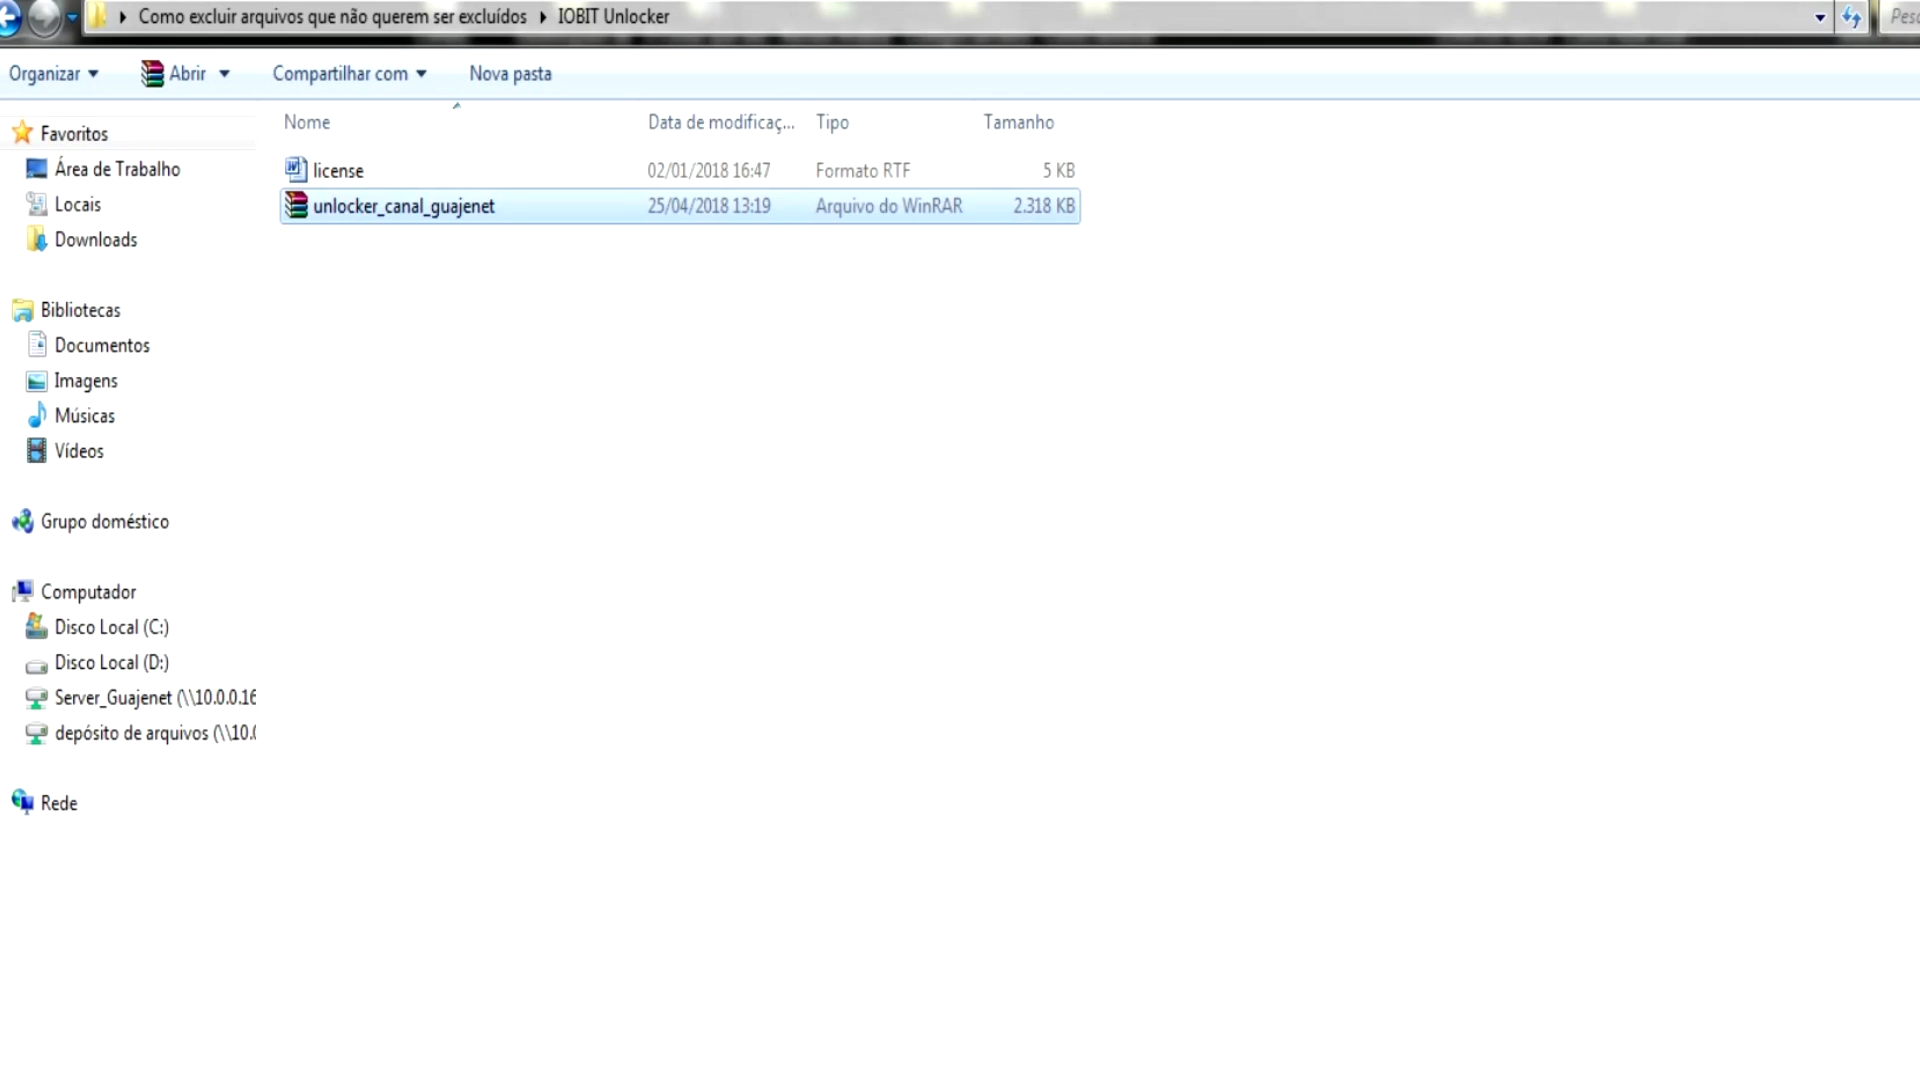 Como excluir arquivos que não querem ser excluídos IOBIT Unlocker
Organizar Abrir Compartilhar com Nova pasta
Nome Data de modificaç... Tipo Tamanho
license 02/01/2018 16:47 Formato RTF 5 KB
unlocker_canal_guajenet 25/04/2018 13:19 Arquivo do WinRAR 2.318 KB
Favoritos
Área de Trabalho
Locais
Downloads
Bibliotecas
Documentos
Imagens
Músicas
Vídeos
Grupo doméstico
Computador
Disco Local (C:)
Disco Local (D:)
Server_Guajenet (\\10.0.0.16
depósito de arquivos (\\10.
Rede